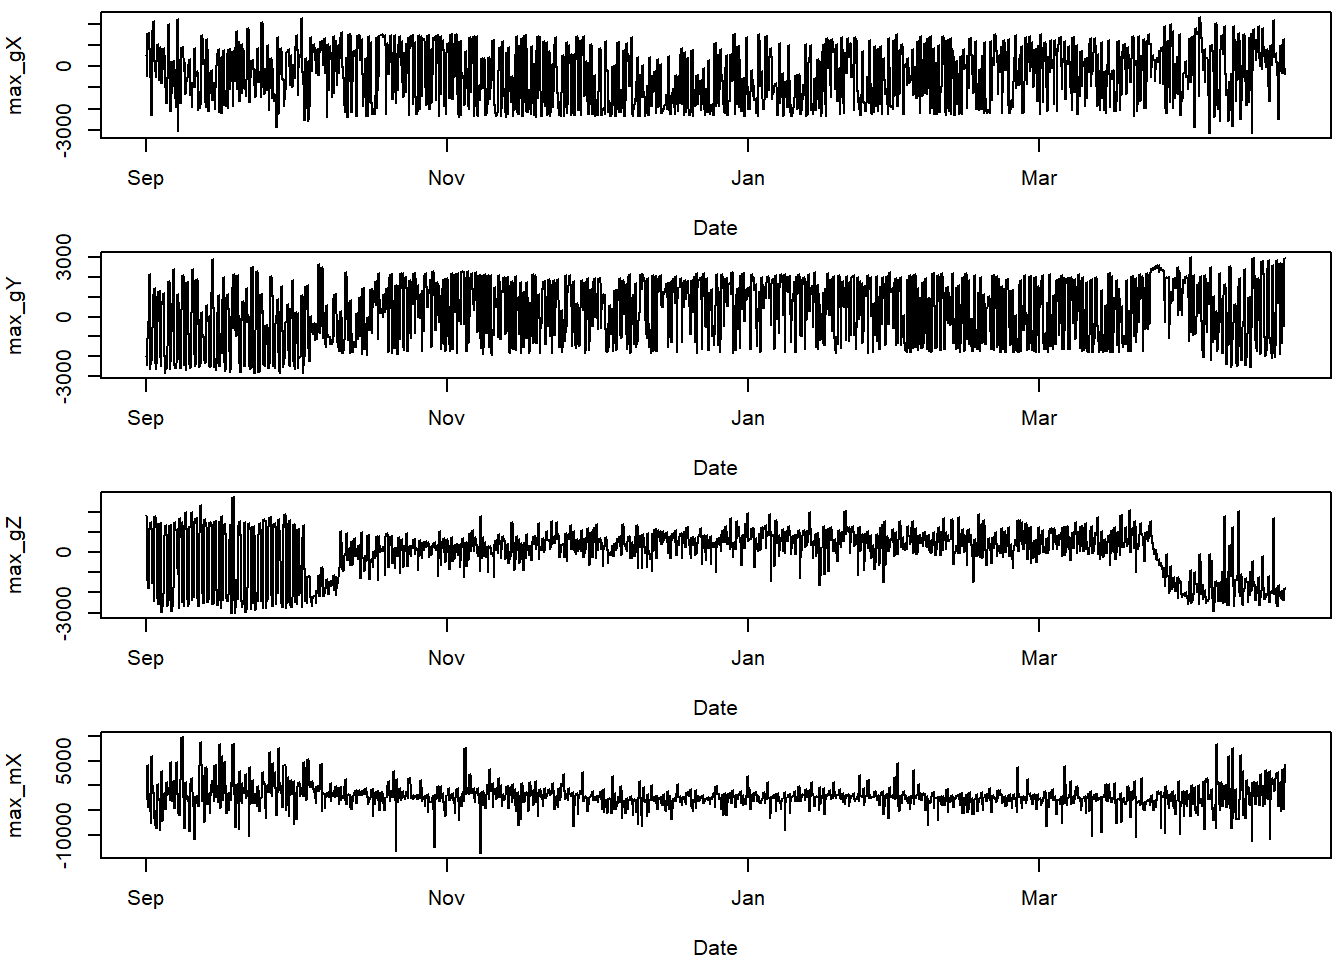 max_gX
0
-3000
Sep Nov Jan Mar
Date
max_gY
3000
0
-3000
Sep Nov Jan Mar
Date
max_gZ
0
-3000
Sep Nov Jan Mar
Date
max_mX
5000
-10000
Sep Nov Jan Mar
Date